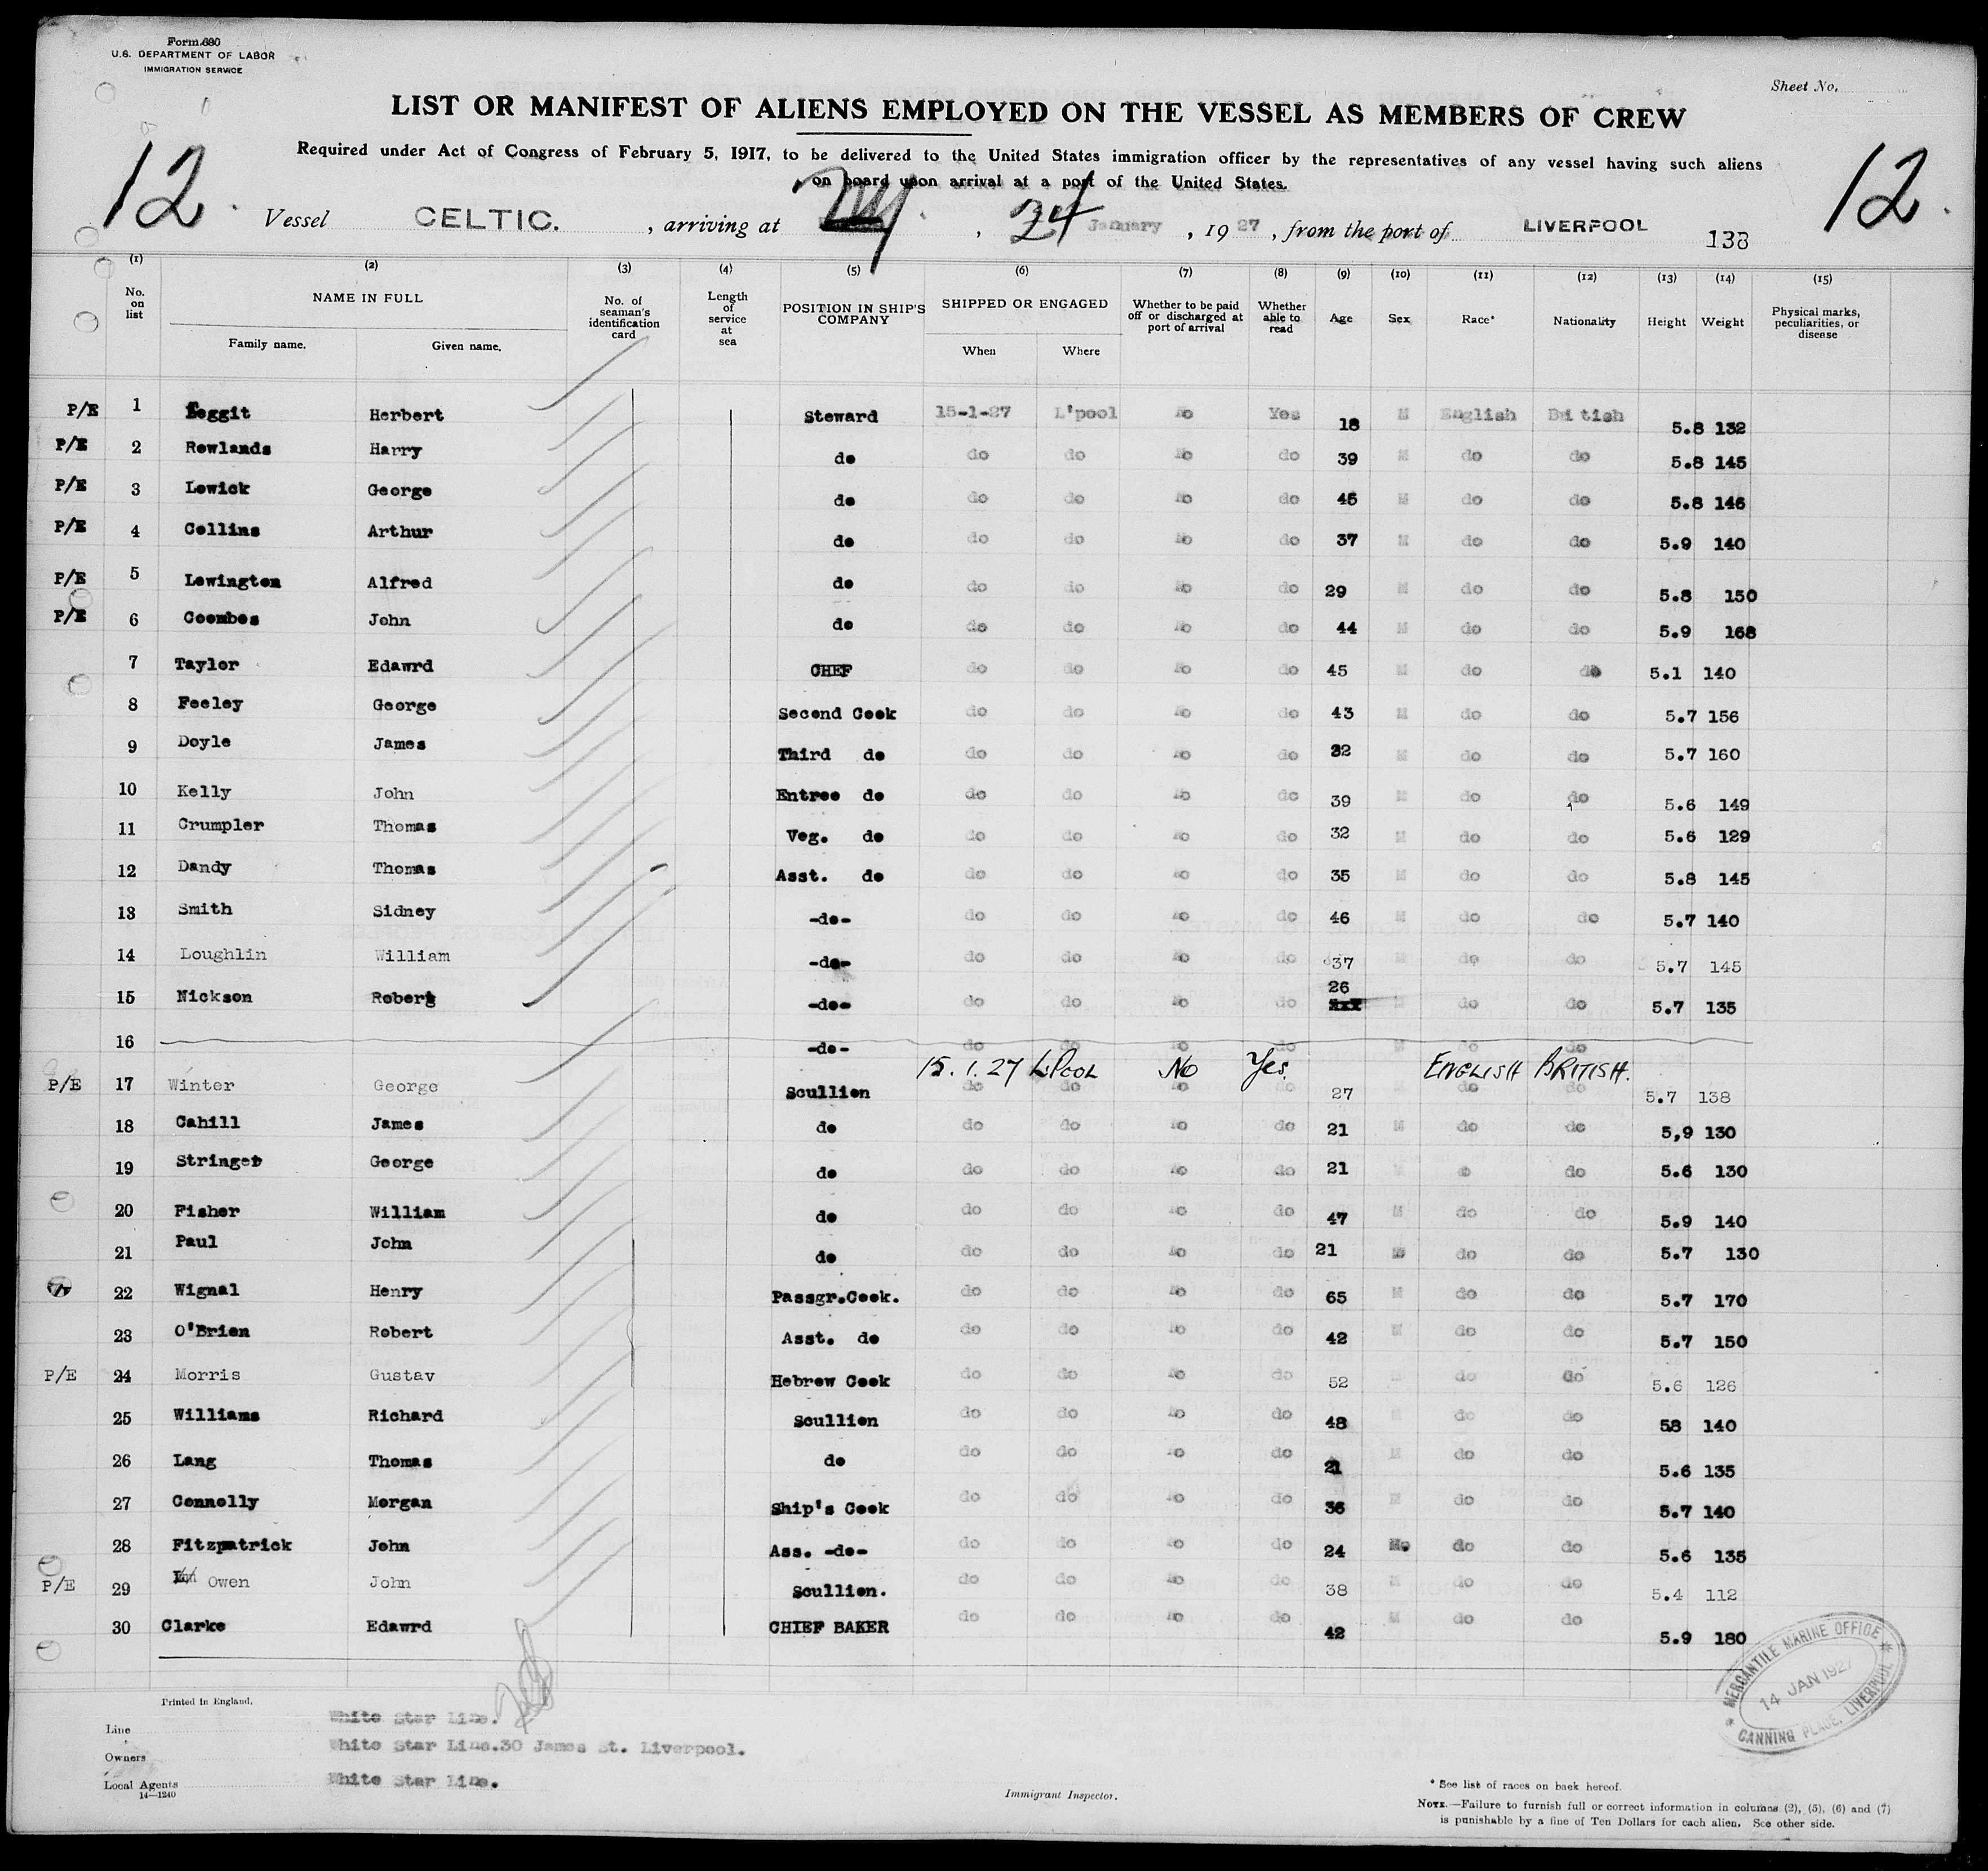 Form 680
U.S. DEPARTMENT OF LABOR
IMMIGRATION SERVICE
Sheet No.
LIST OR MANIFEST OF ALIENS EMPLOYED ON THE VESSEL AS MEMBERS OF CREW
Required under Act of Congress of February 5, 1917, to be delivered to the United States immigration officer by the representatives of any vessel having such aliens
on board upon arrival at a port of the United States.
12. Vessel CELTIC. , arriving at NY. , 24 January , 19 27 , from the port of LIVERPOOL 138 12.
(1) (2) (3) (4) (5) (6) (7) (8) (9) (10) (11) (12) (13) (14) (15)
No. on list NAME IN FULL Family name. Given name. No. of seaman's identification card Length of service at sea POSITION IN SHIP'S COMPANY SHIPPED OR ENGAGED When Where Whether to be paid off or discharged at port of arrival Whether able to read Age Sex Race* Nationality Height Weight Physical marks, peculiarities, or disease
P/E 1 Herbert Steward 15-1-27 L'pool No Yes 18 M English British 5.8 132
P/E 2 Rowlands Harry do do do No do 39 M do do 5.8 145
P/E 3 Lowick George do do do No do 45 M do do 5.8 146
P/E 4 Collins Arthur do do do No do 37 M do do 5.9 140
P/E 5 Lewington Alfred do do do No do 29 M do do 5.8 150
P/E 6 Coombes John do do do No do 44 M do do 5.9 168
7 Taylor Edawrd CHEF do do No do 45 M do do 5.1 140
8 Feeley George Second Cook do do No do 43 M do do 5.7 156
9 Doyle James Third do do do No do 32 M do do 5.7 160
10 Kelly John Entree do do do No do 39 M do do 5.6 149
11 Crumpler Thomas Veg. do do do No do 32 M do do 5.6 129
12 Dandy Thomas Asst. do do do No do 35 M do do 5.8 145
13 Smith Sidney -do- do do No do 46 M do do 5.7 140
14 Loughlin William -do- do do No do 37 M do do 5.7 145
15 Nickson Robert -do- do do No do 26 M do do 5.7 135
16 -do- do do No do M do do
15.1.27 L.POOL NO Yes. ENGLISH BRITISH.
P/E 17 Winter George Scullion do do No do 27 do do 5.7 138
18 Cahill James do do do No do 21 M do do 5,9 130
19 Stringer George do do do No do 21 M do 5.6 130
20 Fisher William do do do No do 47 M do do 5.9 140
21 Paul John do do do No do 21 M do do 5.7 130
22 Wignal Henry Passgr.Cook. do do No do 65 M do do 5.7 170
23 O'Brien Robert Asst. do do do No do 42 M do do 5.7 150
P/E 24 Morris Gustav Hebrew Cook do do No do 52 do do 5.6 126
25 Williams Richard Scullion do do No do 48 do do 58 140
26 Lang Thomas do do do No do 21 M do do 5.6 135
27 Connolly Morgan Ship's Cook do do No do 36 M do do 5.7 140
28 Fitzpatrick John Ass. -do- do do No do 24 do do 5.6 135
P/E 29 Owen John Scullion. do do No do 38 M do do 5.4 112
30 Clarke Edawrd CHIEF BAKER do do No do 42 M do do 5.9 180
MERCANTILE MARINE OFFICE
14 JAN 1927
CANNING PLACE, LIVERPOOL
Printed in England.
Line White Star Line.
Owners White Star Line.30 James St. Liverpool.
Local Agents White Star Line.
14—1240
Immigrant Inspector.
* See list of races on back hereof.
NOTE.—Failure to furnish full or correct information in columns (2), (5), (6) and (7)
is punishable by a fine of Ten Dollars for each alien. See other side.